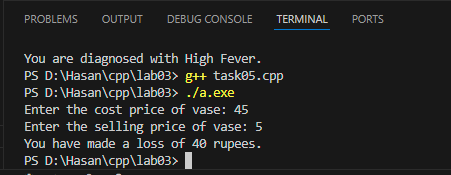 PROBLEMS OUTPUT DEBUG CONSOLE TERMINAL PORTS
You are diagnosed with High Fever.
PS D:\Hasan\cpp\lab03> g++ task05.cpp
PS D:\Hasan\cpp\lab03> ./a.exe
Enter the cost price of vase: 45
Enter the selling price of vase: 5
You have made a loss of 40 rupees.
PS D:\Hasan\cpp\lab03>